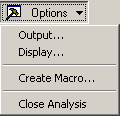 Options
Output...
Display...
Create Macro...
Close Analysis